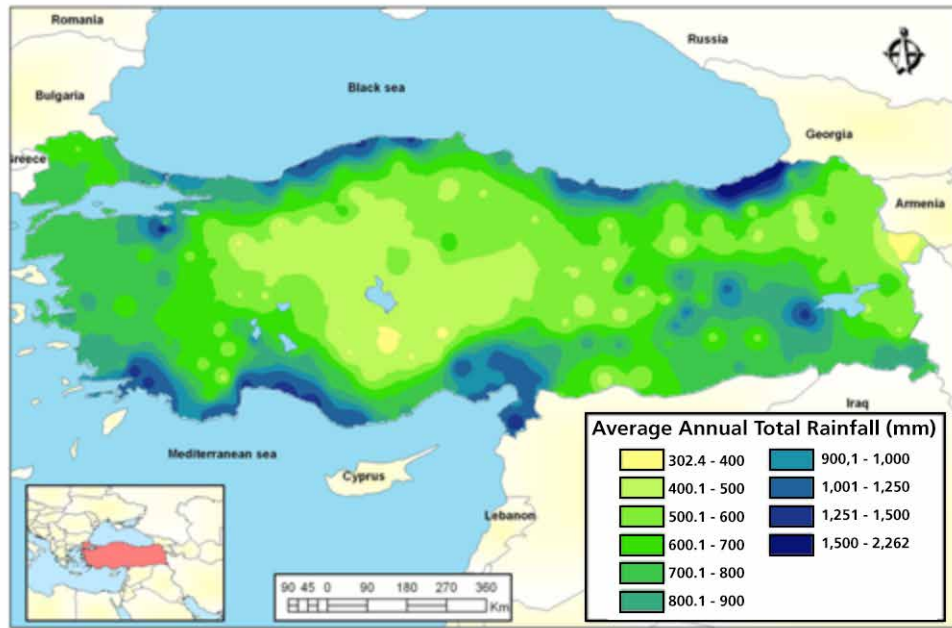 Romania
Russia
Black sea
Bulgaria
Georgia
Greece
Armenia
Iraq
Mediterranean sea
Cyprus
Lebanon
Average Annual Total Rainfall (mm)
302.4 - 400
400.1 - 500
500.1 - 600
600.1 - 700
700.1 - 800
800.1 - 900
900,1 - 1,000
1,001 - 1,250
1,251 - 1,500
1,500 - 2,262
90 45 0 90 180 270 360
Km